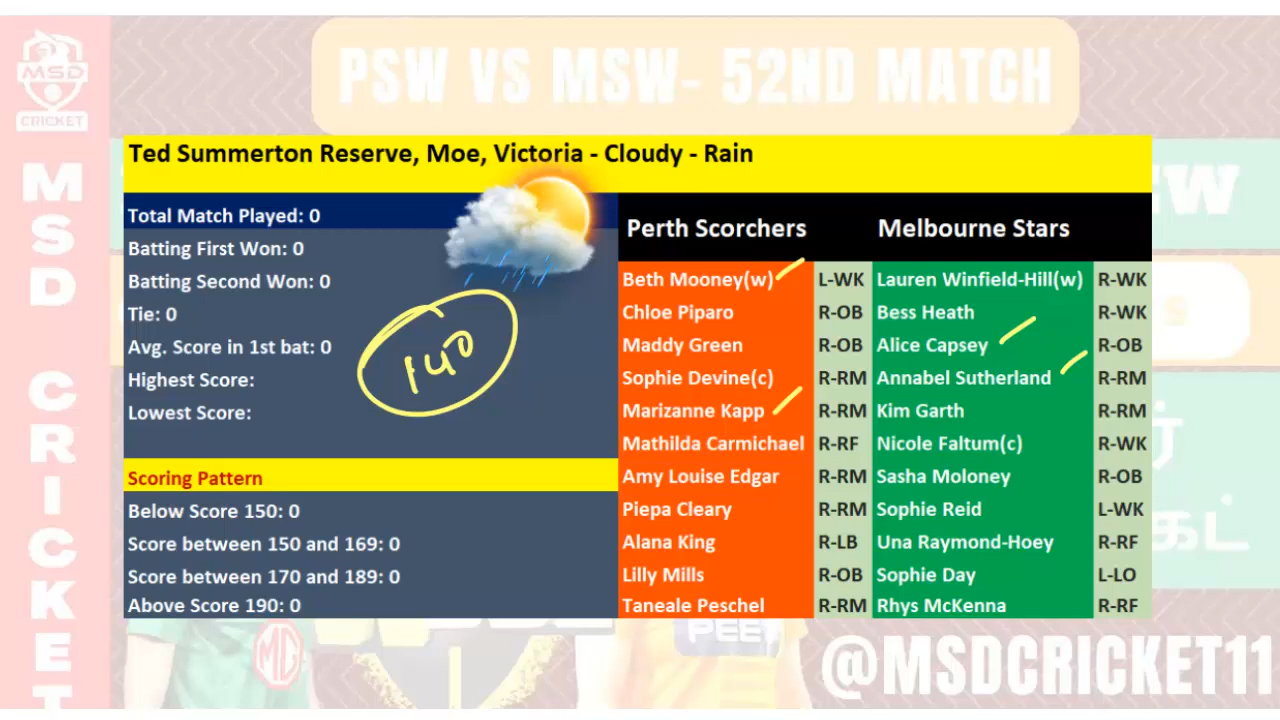 MSD
CRICKET
MSD CRICKET
PSW VS MSW- 52ND MATCH
Ted Summerton Reserve, Moe, Victoria - Cloudy - Rain
Total Match Played: 0
Batting First Won: 0
Batting Second Won: 0
Tie: 0
Avg. Score in 1st bat: 0
Highest Score:
Lowest Score:
140
Scoring Pattern
Below Score 150: 0
Score between 150 and 169: 0
Score between 170 and 189: 0
Above Score 190: 0
Perth Scorchers Melbourne Stars
Beth Mooney(w) L-WK Lauren Winfield-Hill(w) R-WK
Chloe Piparo R-OB Bess Heath R-WK
Maddy Green R-OB Alice Capsey R-OB
Sophie Devine(c) R-RM Annabel Sutherland R-RM
Marizanne Kapp R-RM Kim Garth R-RM
Mathilda Carmichael R-RF Nicole Faltum(c) R-WK
Amy Louise Edgar R-RM Sasha Moloney R-OB
Piepa Cleary R-RM Sophie Reid L-WK
Alana King R-LB Una Raymond-Hoey R-RF
Lilly Mills R-OB Sophie Day L-LO
Taneale Peschel R-RM Rhys McKenna R-RF
MG
@MSDCRICKET11